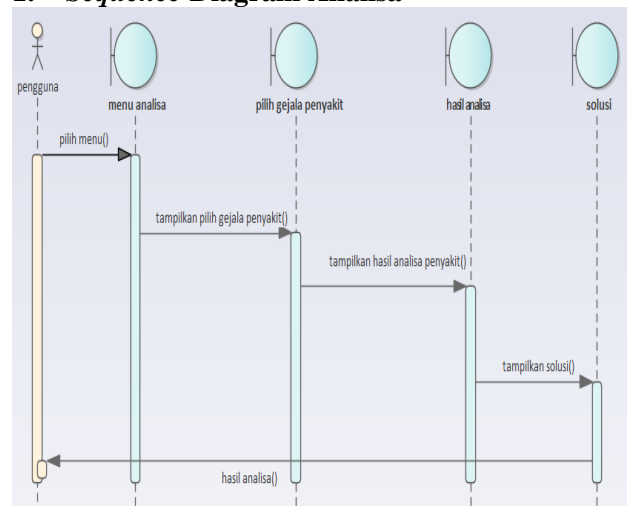 Sequence Diagram Analisa
pengguna
menu analisa
pilih gejala penyakit
hasil analisa
solusi
pilih menu()
tampilkan pilih gejala penyakit()
tampilkan hasil analisa penyakit()
tampilkan solusi()
hasil analisa()